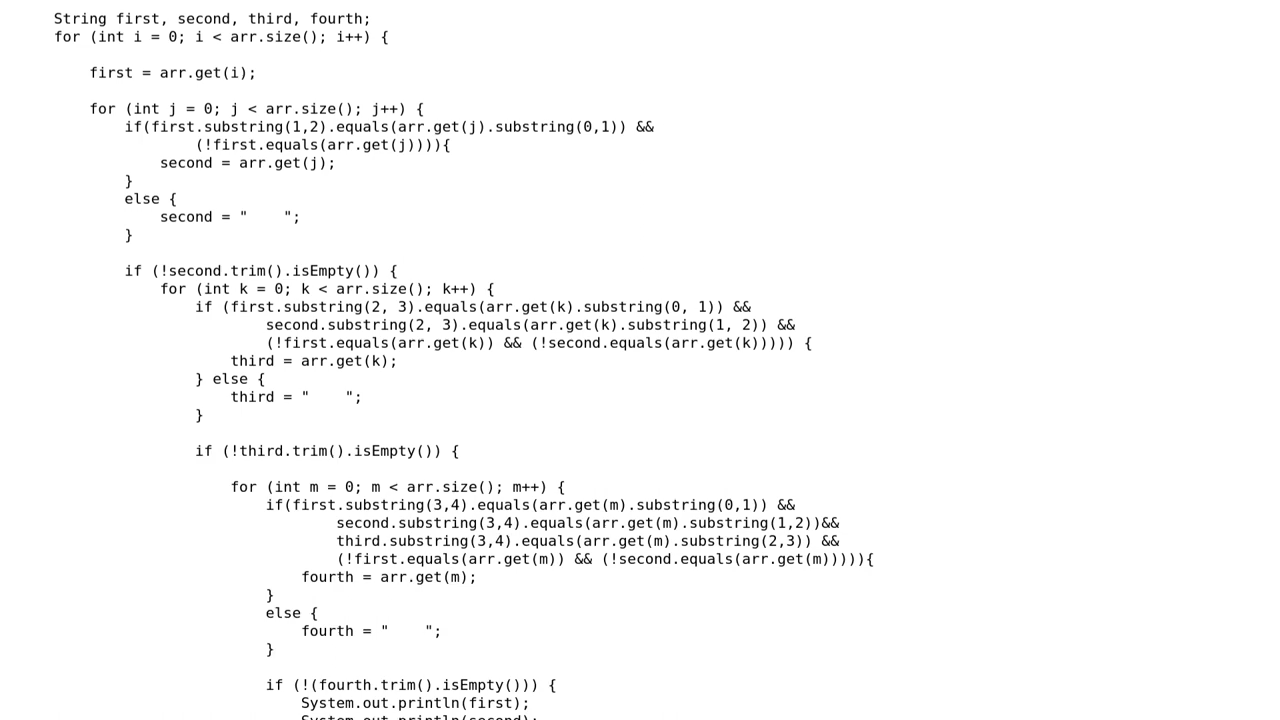 String first, second, third, fourth;
for (int i = 0; i < arr.size(); i++) {
first = arr.get(i);
for (int j = 0; j < arr.size(); j++) {
if(first.substring(1,2).equals(arr.get(j).substring(0,1)) &&
(!first.equals(arr.get(j)))){
second = arr.get(j);
}
else {
second = "    ";
}
if (!second.trim().isEmpty()) {
for (int k = 0; k < arr.size(); k++) {
if (first.substring(2, 3).equals(arr.get(k).substring(0, 1)) &&
second.substring(2, 3).equals(arr.get(k).substring(1, 2)) &&
(!first.equals(arr.get(k)) && (!second.equals(arr.get(k))))) {
third = arr.get(k);
} else {
third = "    ";
}
if (!third.trim().isEmpty()) {
for (int m = 0; m < arr.size(); m++) {
if(first.substring(3,4).equals(arr.get(m).substring(0,1)) &&
second.substring(3,4).equals(arr.get(m).substring(1,2))&&
third.substring(3,4).equals(arr.get(m).substring(2,3)) &&
(!first.equals(arr.get(m)) && (!second.equals(arr.get(m))))){
fourth = arr.get(m);
}
else {
fourth = "    ";
}
if (!(fourth.trim().isEmpty())) {
System.out.println(first);
System.out.println(second);